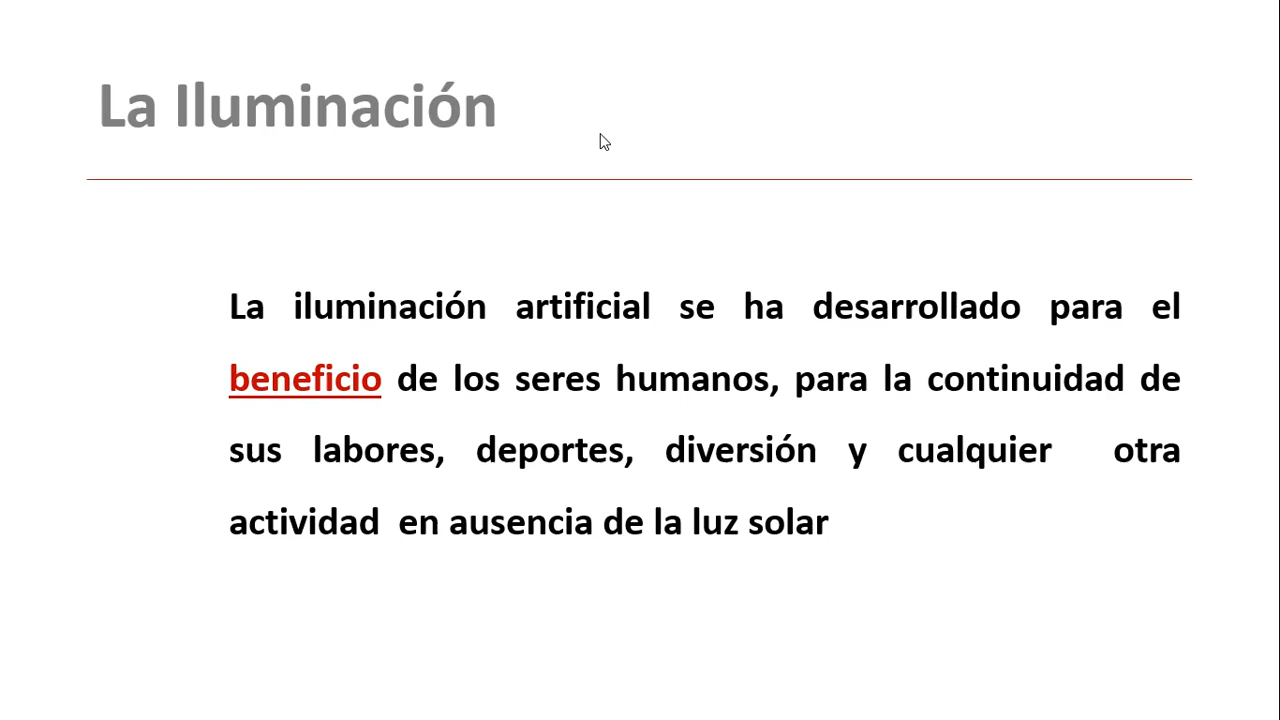 La Iluminación
La iluminación artificial se ha desarrollado para el
beneficio de los seres humanos, para la continuidad de
sus labores, deportes, diversión y cualquier otra
actividad en ausencia de la luz solar